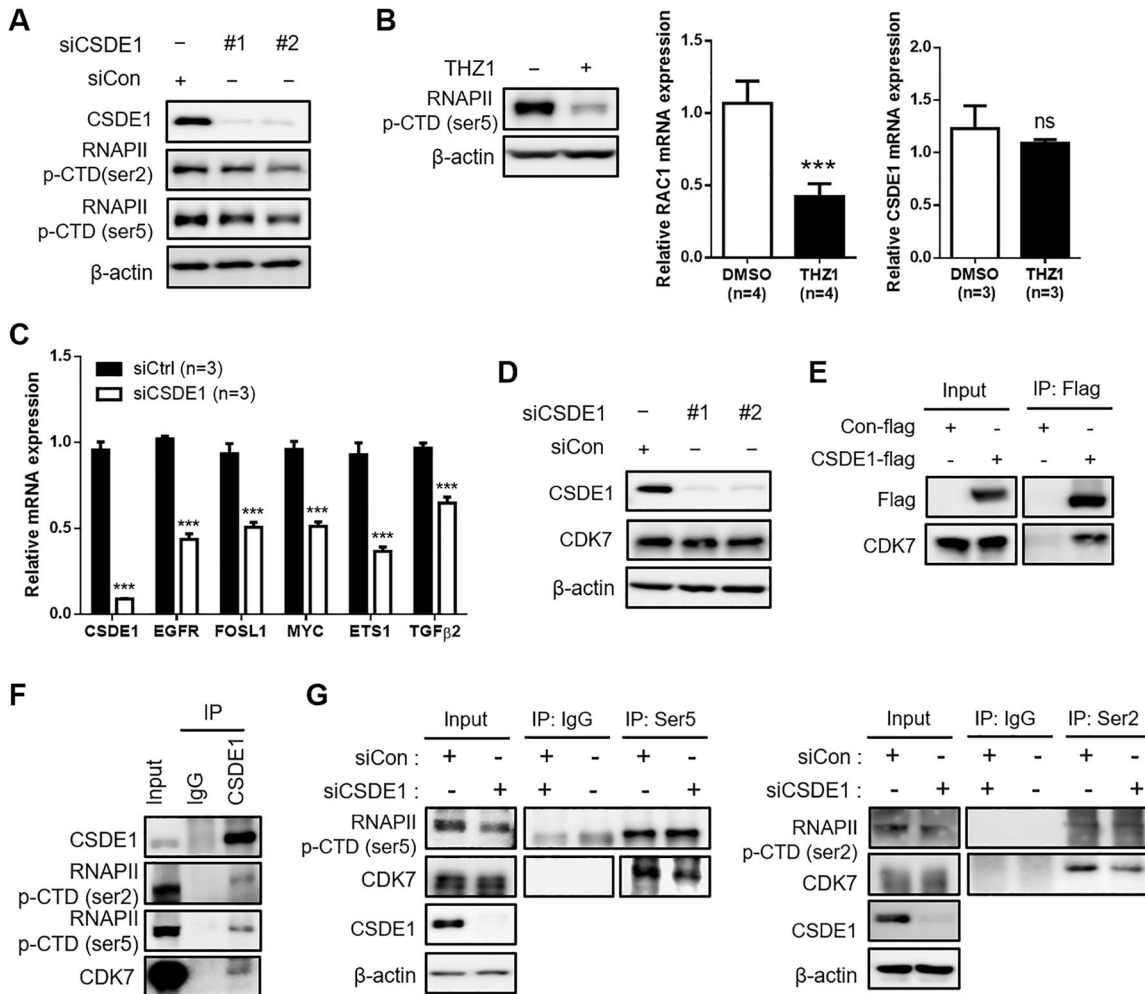 A
siCSDE1 – #1 #2
siCon + – –
CSDE1
RNAPII
p-CTD(ser2)
RNAPII
p-CTD (ser5)
β-actin
B
THZ1 – +
RNAPII
p-CTD (ser5)
β-actin
Relative RAC1 mRNA expression
1.5
1.0
0.5
0.0
***
DMSO THZ1
(n=4) (n=4)
Relative CSDE1 mRNA expression
2.0
1.5
1.0
0.5
0.0
ns
DMSO THZ1
(n=3) (n=3)
C
Relative mRNA expression
1.5
1.0
0.5
0.0
siCtrl (n=3)
siCSDE1 (n=3)
*** *** *** *** *** ***
CSDE1 EGFR FOSL1 MYC ETS1 TGFβ2
D
siCSDE1 – #1 #2
siCon + – –
CSDE1
CDK7
β-actin
E
Input IP: Flag
Con-flag + - + -
CSDE1-flag - + - +
Flag
CDK7
F
IP
Input IgG CSDE1
CSDE1
RNAPII
p-CTD (ser2)
RNAPII
p-CTD (ser5)
CDK7
G
Input IP: IgG IP: Ser5
siCon : + - + - + -
siCSDE1 : - + + - - +
RNAPII
p-CTD (ser5)
CDK7
CSDE1
β-actin
Input IP: IgG IP: Ser2
siCon : + - + - + -
siCSDE1 : - + + - - +
RNAPII
p-CTD (ser2)
CDK7
CSDE1
β-actin